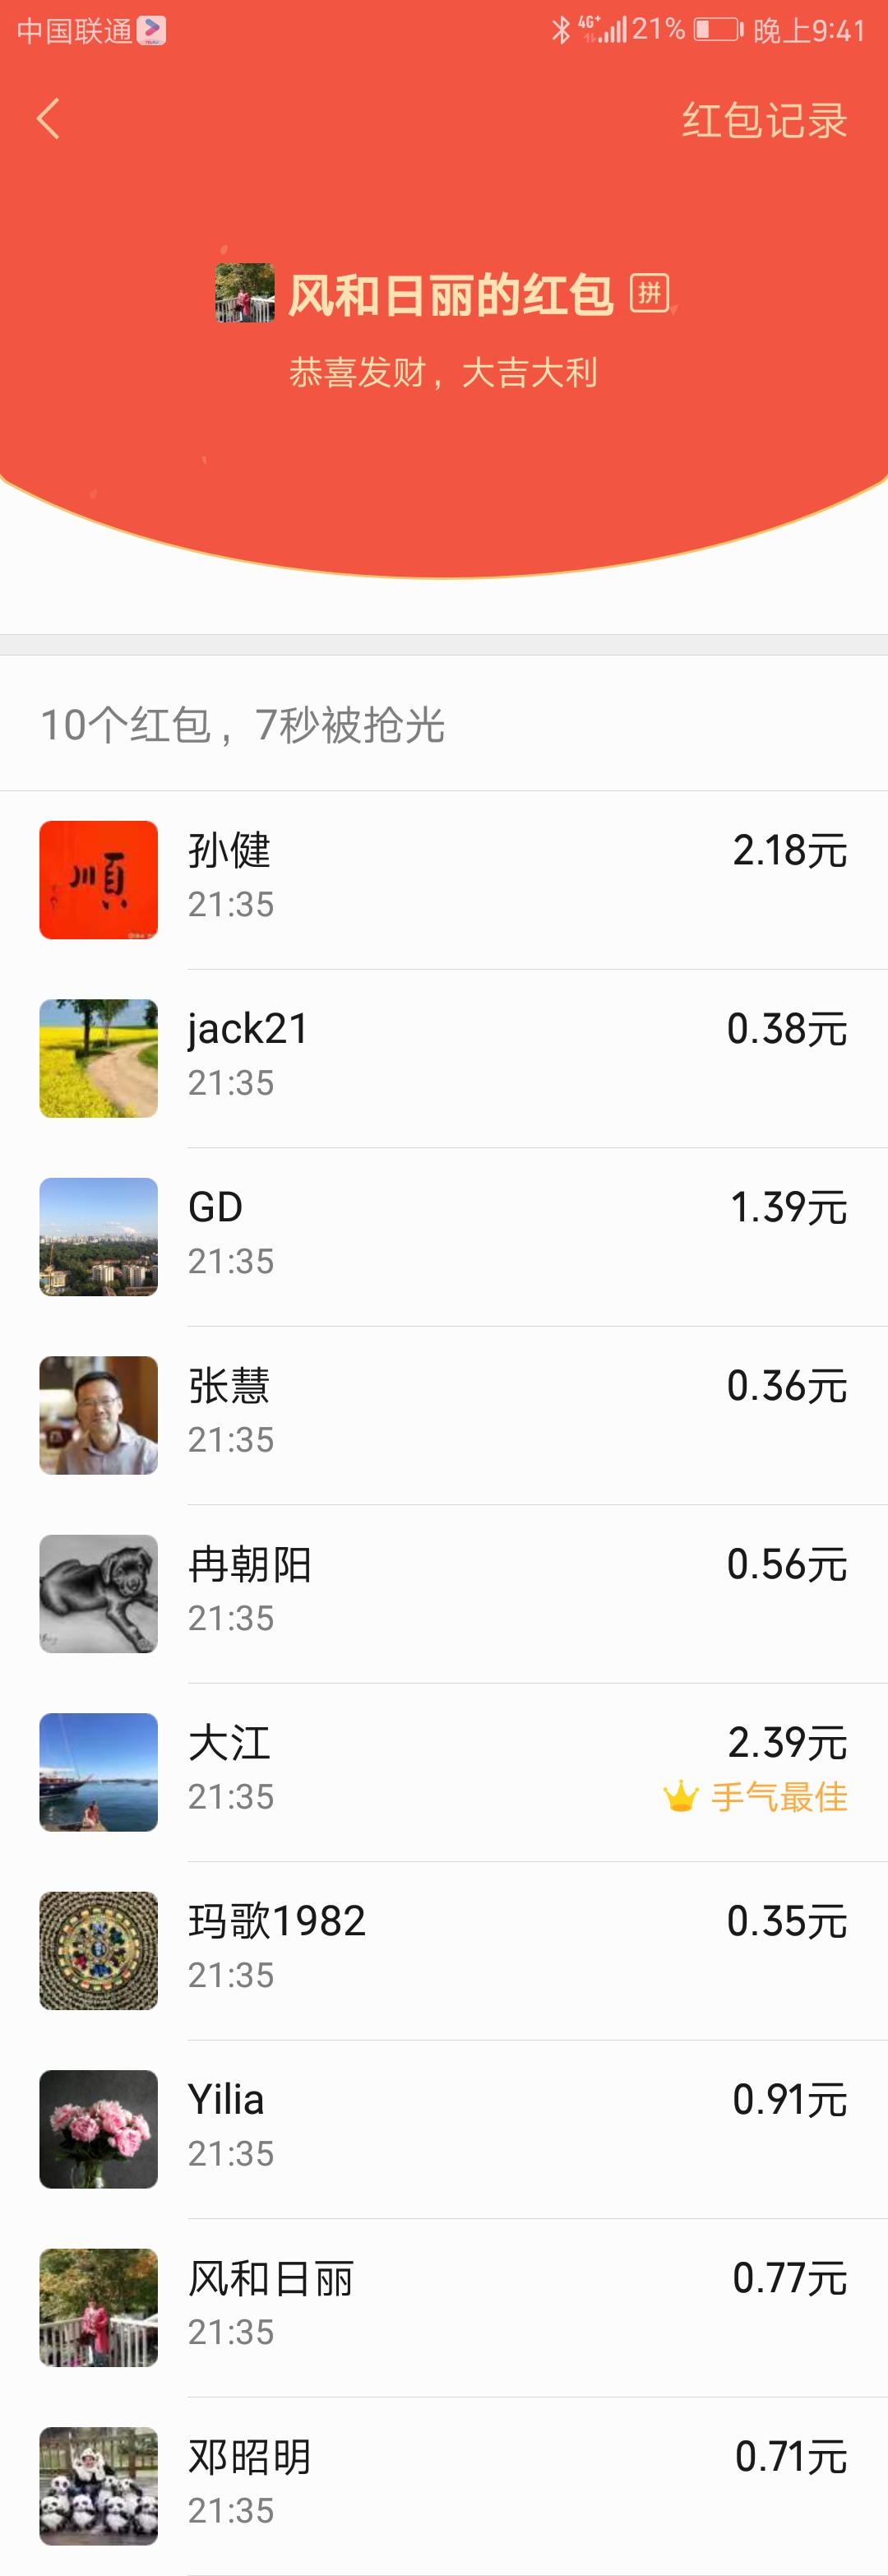 中国联通 4G+ 21% 晚上9:41
红包记录
风和日丽的红包 拼
恭喜发财，大吉大利
10个红包，7秒被抢光
孙健 2.18元
21:35
jack21 0.38元
21:35
GD 1.39元
21:35
张慧 0.36元
21:35
冉朝阳 0.56元
21:35
大江 2.39元
21:35 手气最佳
玛歌1982 0.35元
21:35
Yilia 0.91元
21:35
风和日丽 0.77元
21:35
邓昭明 0.71元
21:35
順